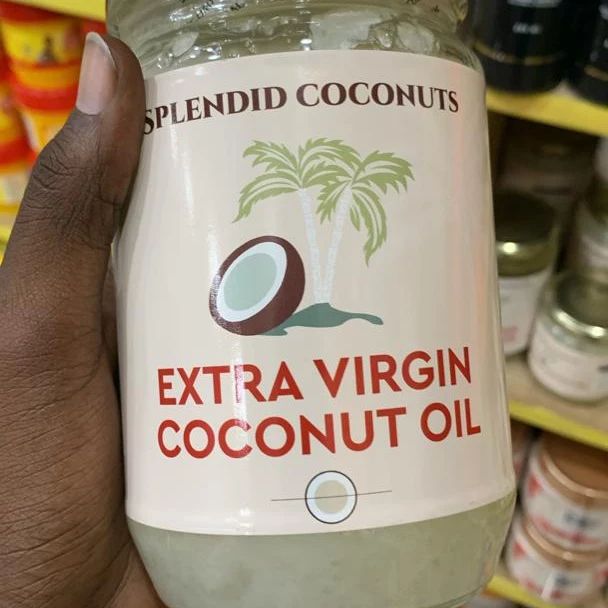 SPLENDID COCONUTS
EXTRA VIRGIN
COCONUT OIL